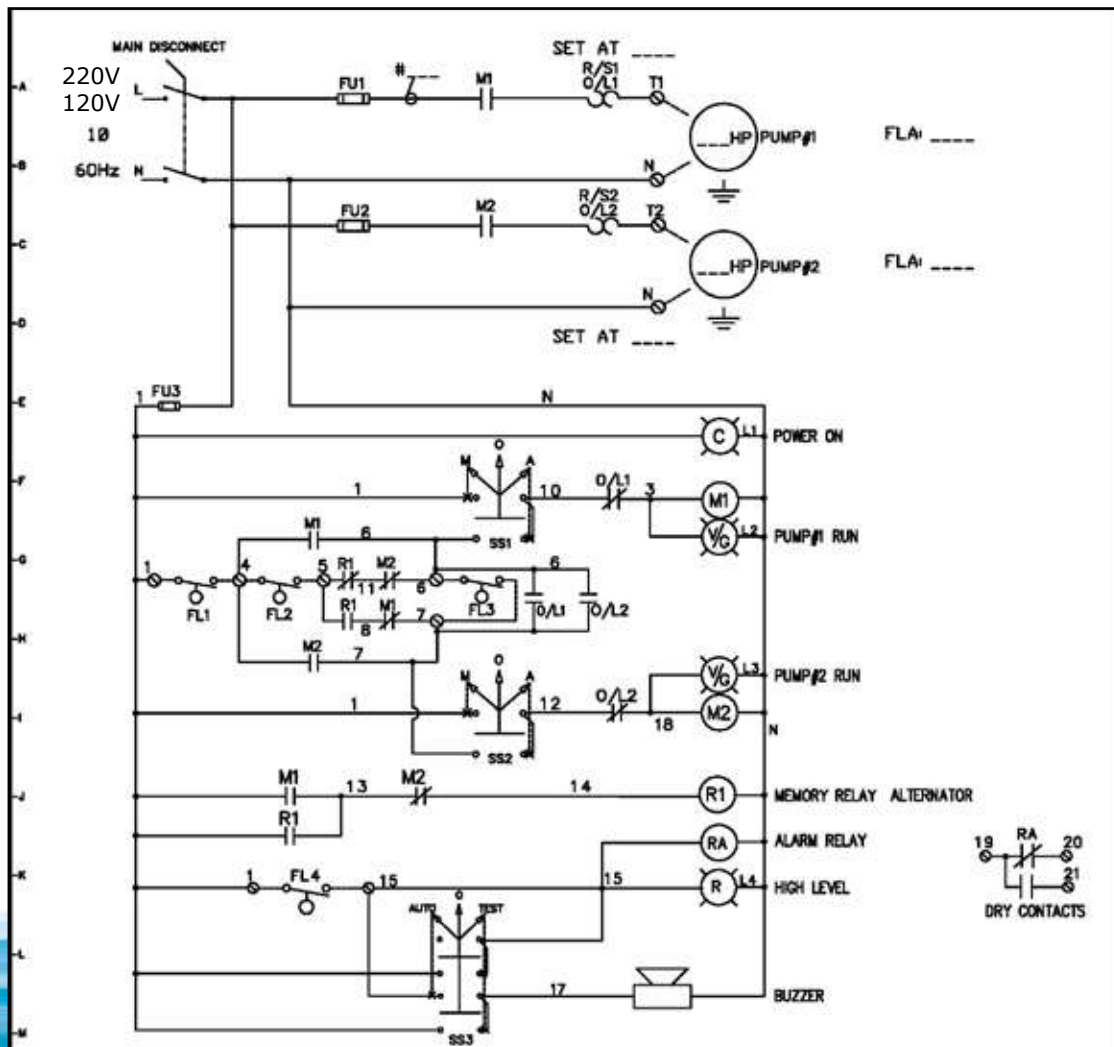 MAIN DISCONNECT
SET AT ____
220V
120V
L
10
60Hz N
FU1
#___
M1
R/S1
O/L1
T1
___HP PUMP#1
FLA: ____
N
FU2
M2
R/S2
O/L2
T2
___HP PUMP#2
FLA: ____
N
SET AT ____
1 FU3
N
C L1 POWER ON
M O A
1
SS1
10
O/L1
3
M1
V/G L2 PUMP#1 RUN
M1
6
1
FL1
4
FL2
5
R1
11
M2
6
FL3
6
O/L1
O/L2
R1
8
M1
7
M2
7
M O A
1
SS2
12
O/L2
18
V/G L3 PUMP#2 RUN
M2
N
M1
13
M2
14
R1 MEMORY RELAY ALTERNATOR
R1
RA ALARM RELAY
1 FL4
15
15
R L4 HIGH LEVEL
AUTO O TEST
SS3
17
BUZZER
19 RA 20
21
DRY CONTACTS
A
B
C
D
E
F
G
H
I
J
K
L
M